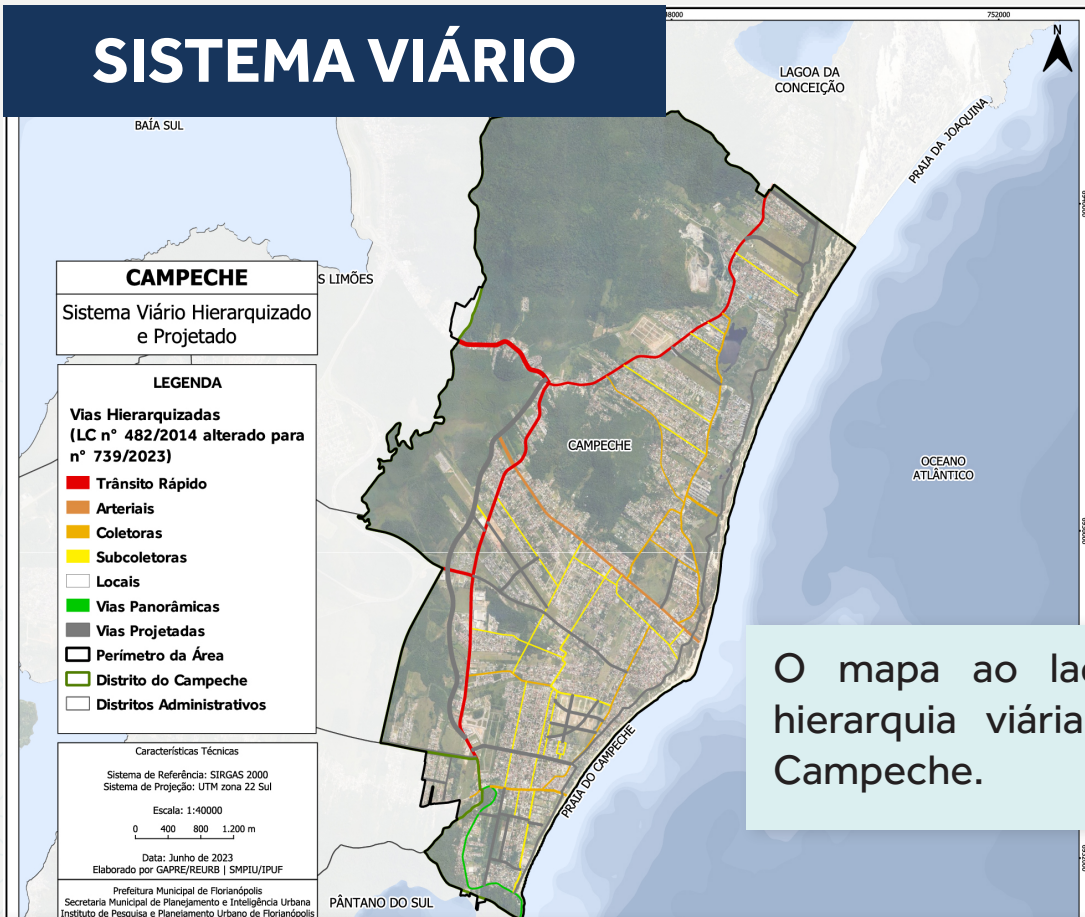 SISTEMA VIÁRIO
752000
N
LAGOA DA
CONCEIÇÃO
BAÍA SUL
PRAIA DA JOAQUINA
CAMPECHE
Sistema Viário Hierarquizado
e Projetado
S LIMÕES
LEGENDA
Vias Hierarquizadas
(LC n° 482/2014 alterado para
n° 739/2023)
Trânsito Rápido
Arteriais
Coletoras
Subcoletoras
Locais
Vias Panorâmicas
Vias Projetadas
Perímetro da Área
Distrito do Campeche
Distritos Administrativos
CAMPECHE
OCEANO
ATLÂNTICO
O mapa ao lad
hierarquia viária
Campeche.
PRAIA DO CAMPECHE
Características Técnicas
Sistema de Referência: SIRGAS 2000
Sistema de Projeção: UTM zona 22 Sul
Escala: 1:40000
0 400 800 1.200 m
Data: Junho de 2023
Elaborado por GAPRE/REURB | SMPIU/IPUF
Prefeitura Municipal de Florianópolis
Secretaria Municipal de Planejamento e Inteligência Urbana
Instituto de Pesquisa e Planejamento Urbano de Florianópolis
PÂNTANO DO SUL